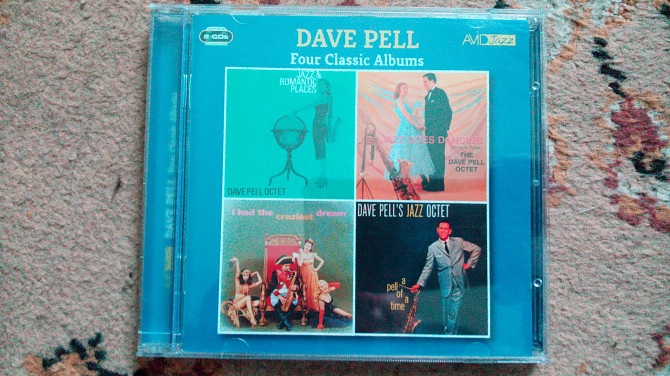 2-CDs
DAVE PELL
Four Classic Albums
AVID Jazz
JAZZ &
ROMANTIC
PLACES
DAVE PELL OCTET
JAZZ GOES DANCING
THE
DAVE PELL
OCTET
I had the craziest dream
DAVE PELL'S JAZZ OCTET
a
pell
of a
time